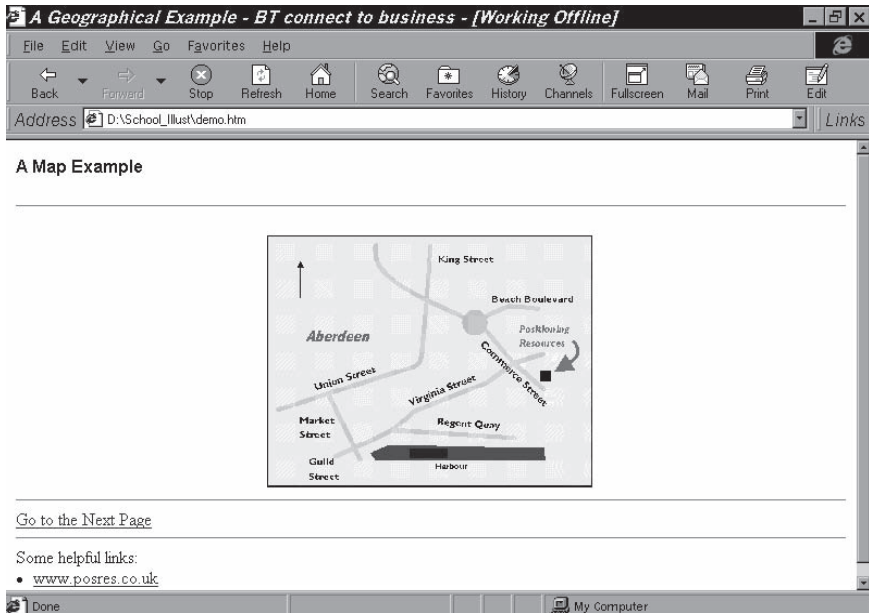 A Geographical Example - BT connect to business - [Working Offline]
File Edit View Go Favorites Help
Back Forward Stop Refresh Home Search Favorites History Channels Fullscreen Mail Print Edit
Address D:\School_Illust\demo.htm Links
A Map Example
King Street
Beach Boulevard
Positioning
Resources
Aberdeen
Commerce Street
Union Street
Virginia Street
Market
Street
Regent Quay
Guild
Street
Harbour
Go to the Next Page
Some helpful links:
• www.posres.co.uk
Done My Computer